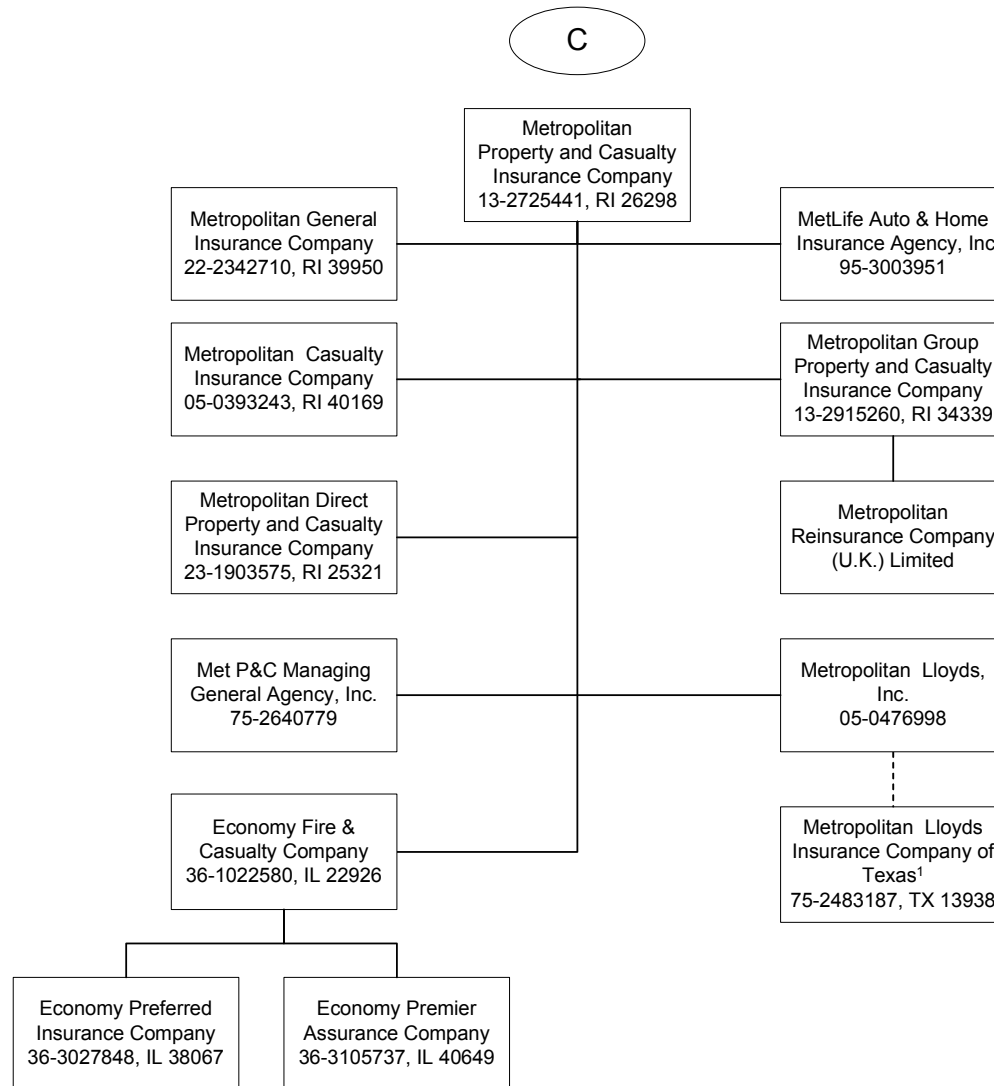 C
Metropolitan
Property and Casualty
Insurance Company
13-2725441, RI 26298
Metropolitan General
Insurance Company
22-2342710, RI 39950
MetLife Auto & Home
Insurance Agency, Inc
95-3003951
Metropolitan Casualty
Insurance Company
05-0393243, RI 40169
Metropolitan Group
Property and Casualty
Insurance Company
13-2915260, RI 34339
Metropolitan Direct
Property and Casualty
Insurance Company
23-1903575, RI 25321
Metropolitan
Reinsurance Company
(U.K.) Limited
Met P&C Managing
General Agency, Inc.
75-2640779
Metropolitan Lloyds,
Inc.
05-0476998
Economy Fire &
Casualty Company
36-1022580, IL 22926
Metropolitan Lloyds
Insurance Company of
Texas¹
75-2483187, TX 13938
Economy Preferred
Insurance Company
36-3027848, IL 38067
Economy Premier
Assurance Company
36-3105737, IL 40649